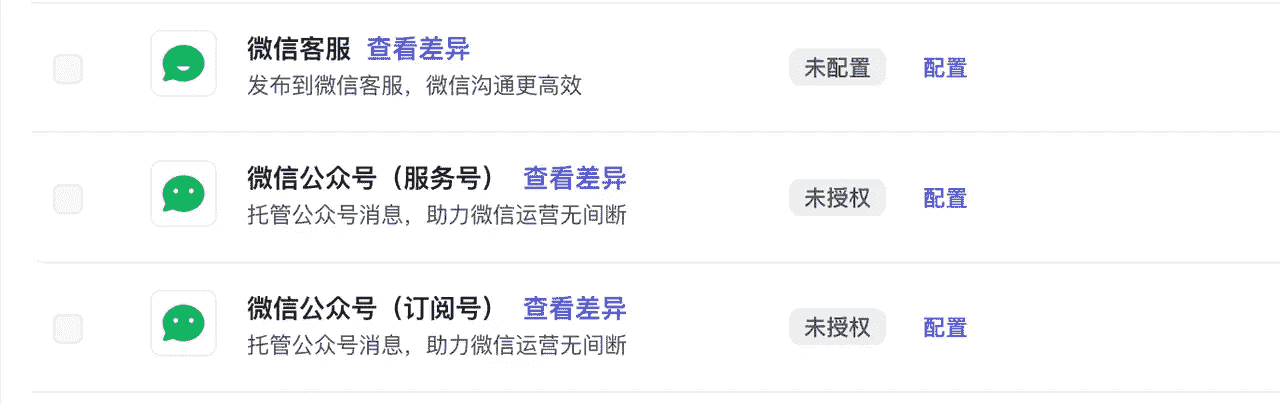 微信客服 查看差异
发布到微信客服，微信沟通更高效
未配置 配置
微信公众号（服务号） 查看差异
托管公众号消息，助力微信运营无间断
未授权 配置
微信公众号（订阅号） 查看差异
托管公众号消息，助力微信运营无间断
未授权 配置